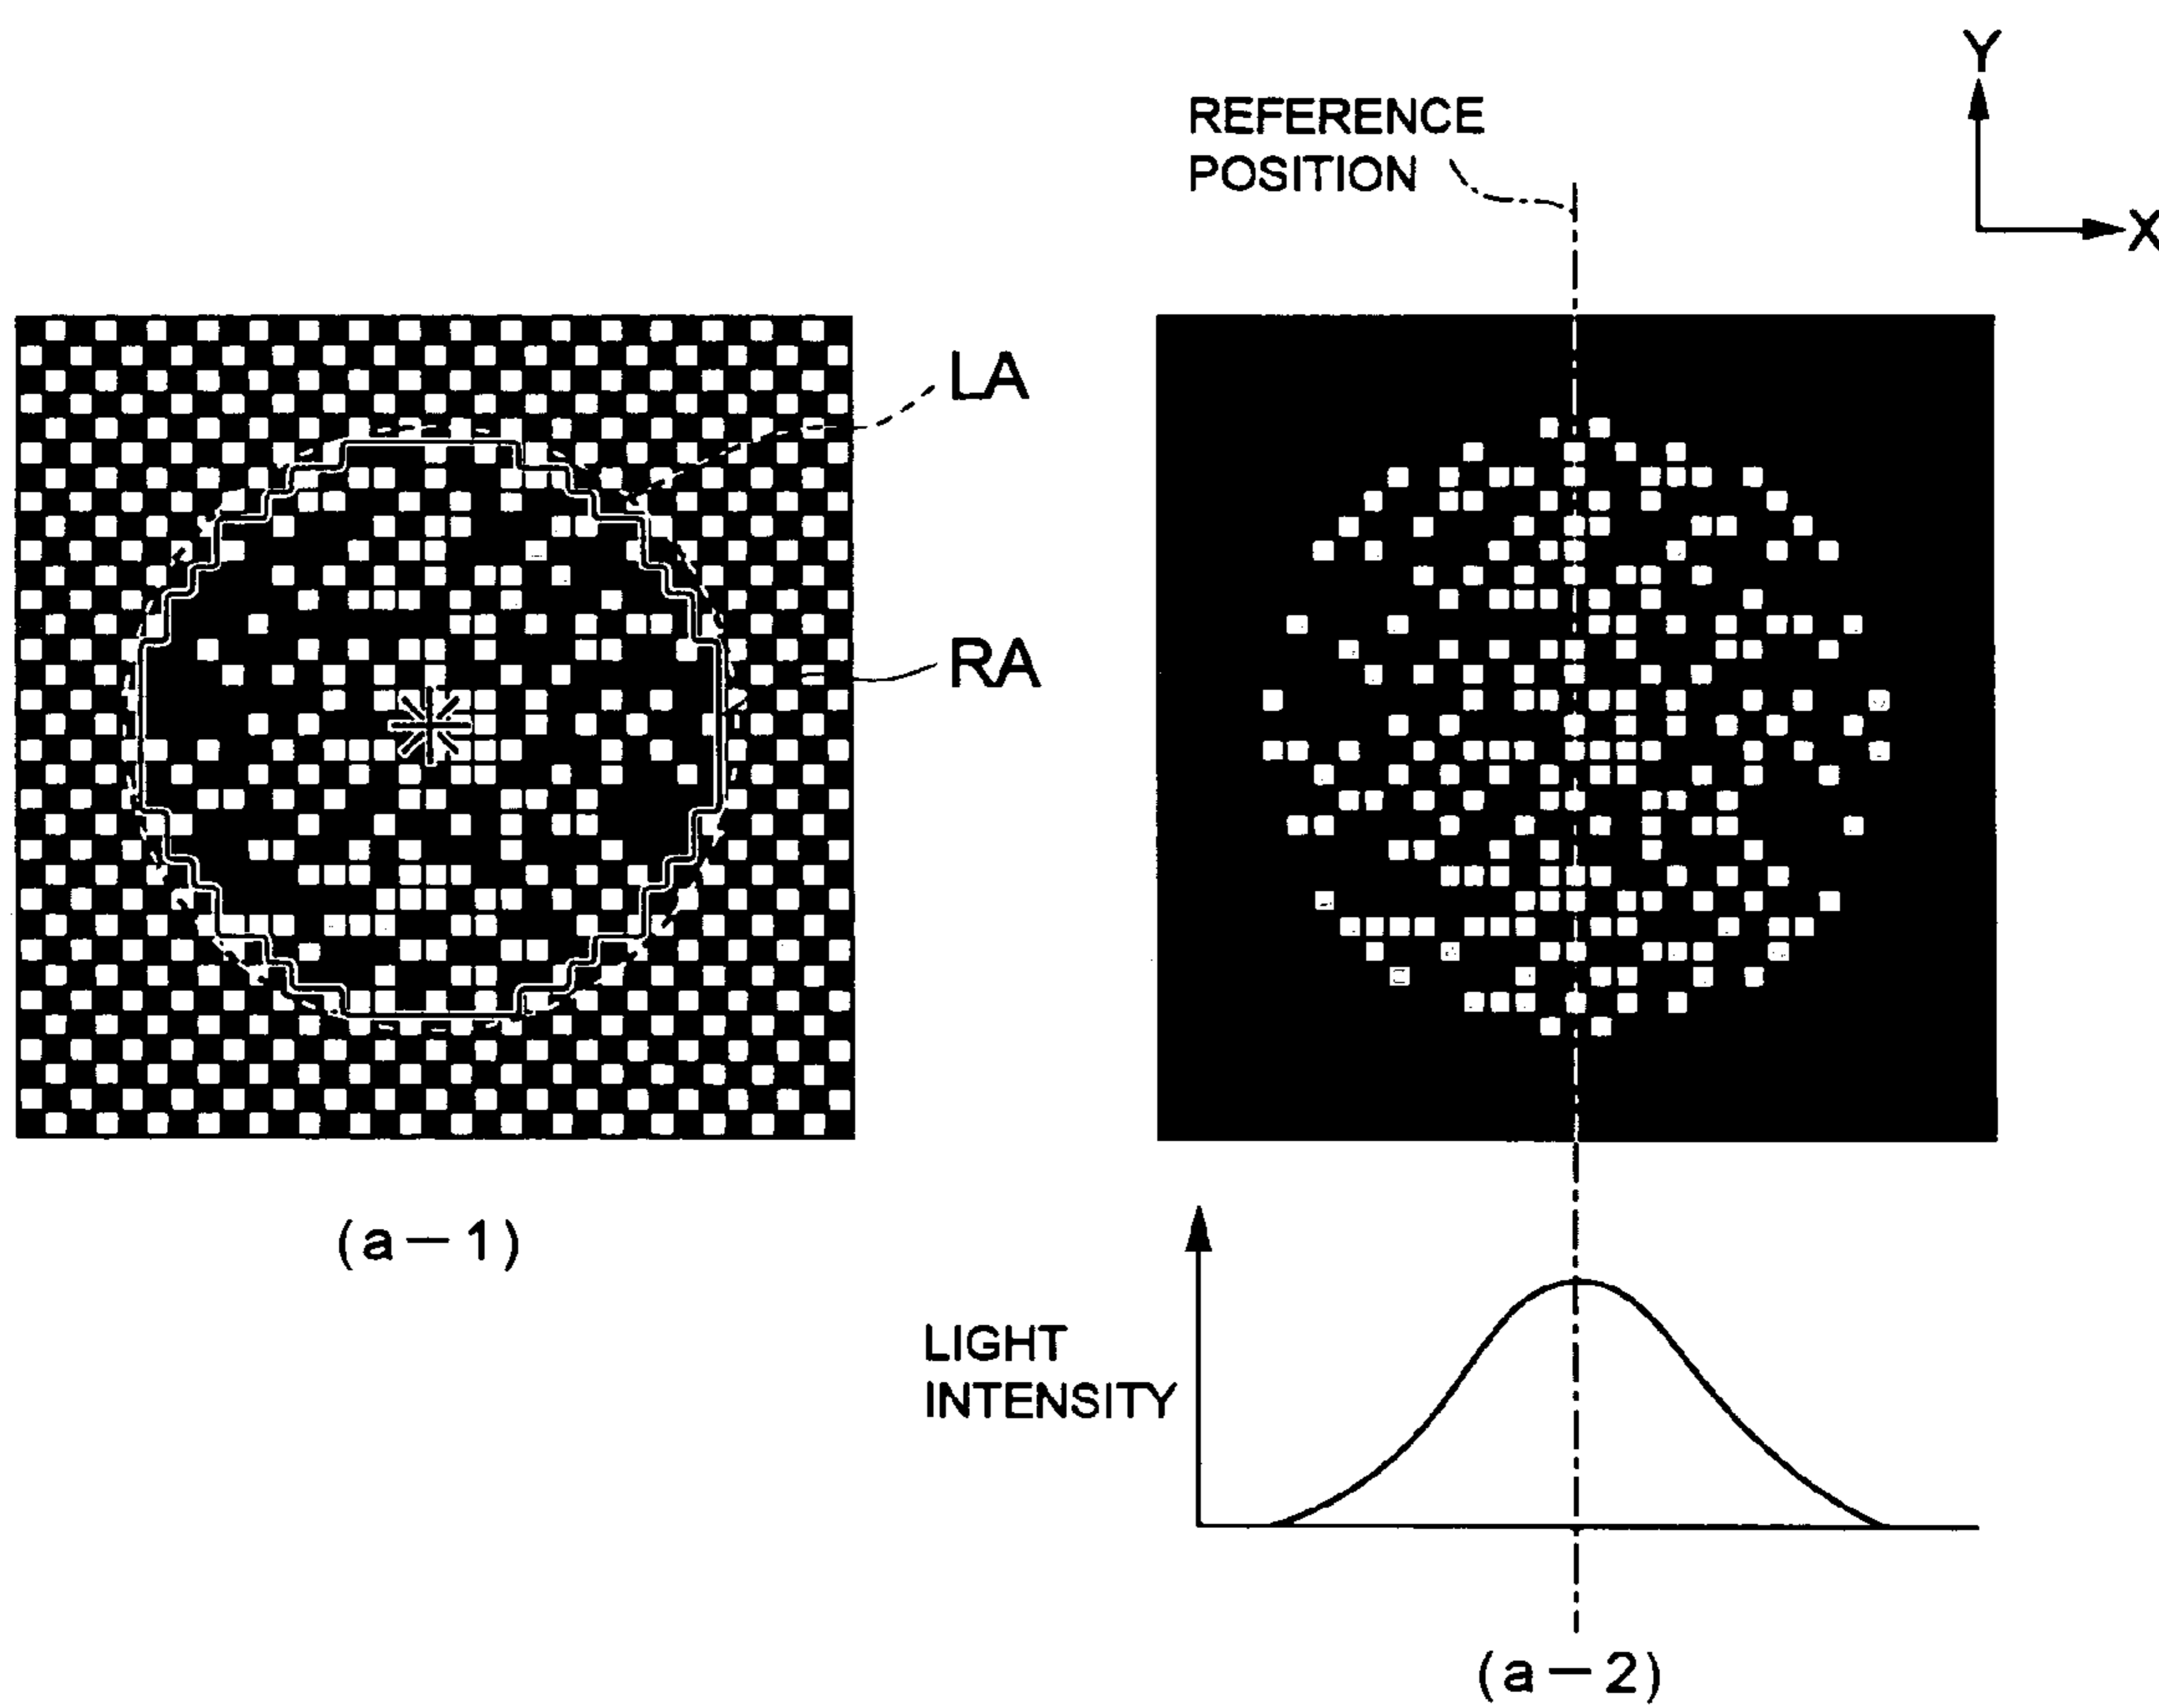 Y
REFERENCE
POSITION
X
LA
RA
(a-1)
LIGHT
INTENSITY
(a-2)